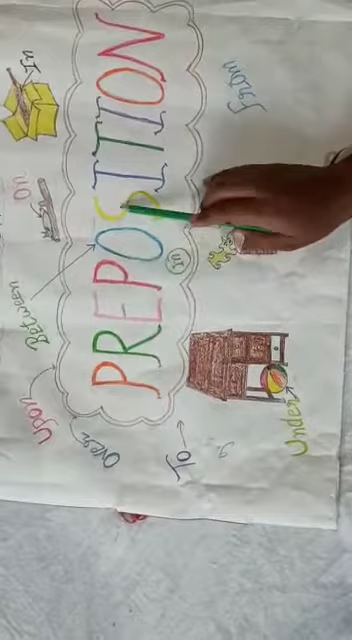 In
On
Between
Upon
Over
PREPOSITION
In
To
From
Under